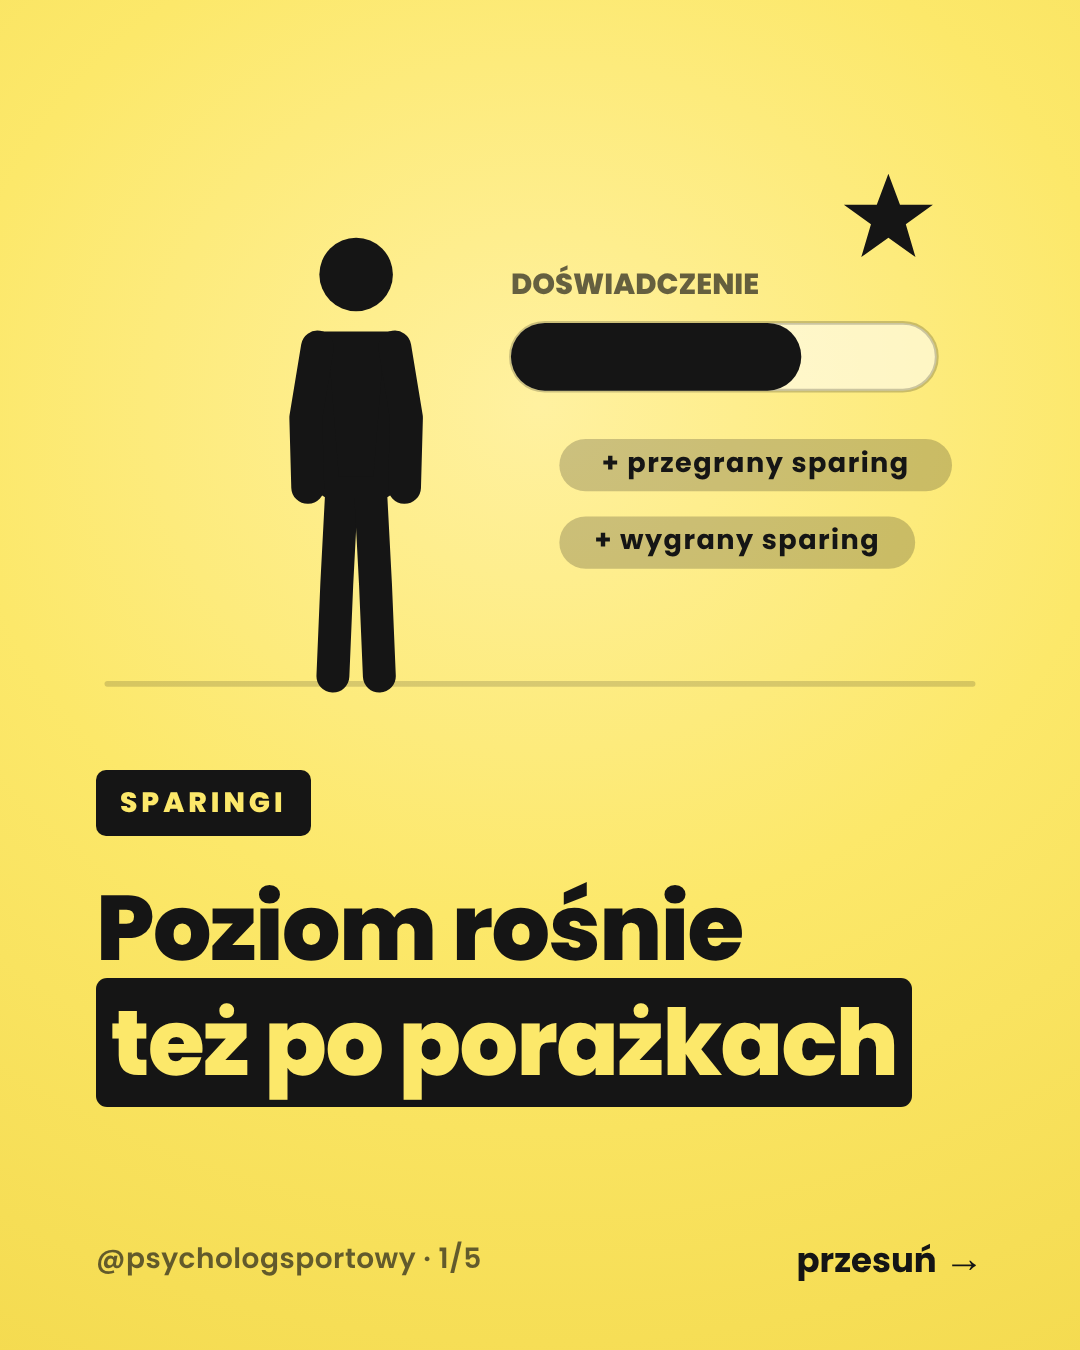 DOŚWIADCZENIE
+ przegrany sparing
+ wygrany sparing
SPARINGI
Poziom rośnie
też po porażkach
@psychologsportowy · 1/5
przesuń →